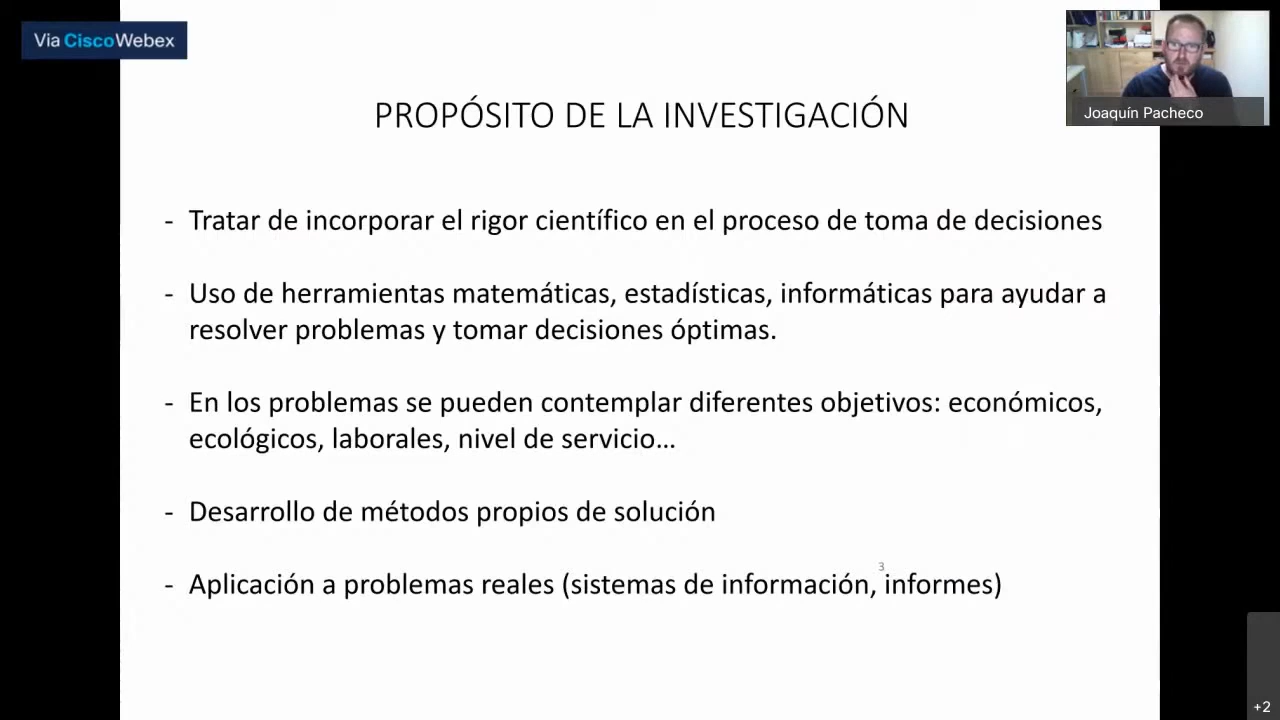 Via Cisco Webex
Joaquín Pacheco
PROPÓSITO DE LA INVESTIGACIÓN
- Tratar de incorporar el rigor científico en el proceso de toma de decisiones
- Uso de herramientas matemáticas, estadísticas, informáticas para ayudar a
resolver problemas y tomar decisiones óptimas.
- En los problemas se pueden contemplar diferentes objetivos: económicos,
ecológicos, laborales, nivel de servicio...
- Desarrollo de métodos propios de solución
3
- Aplicación a problemas reales (sistemas de información, informes)
+2